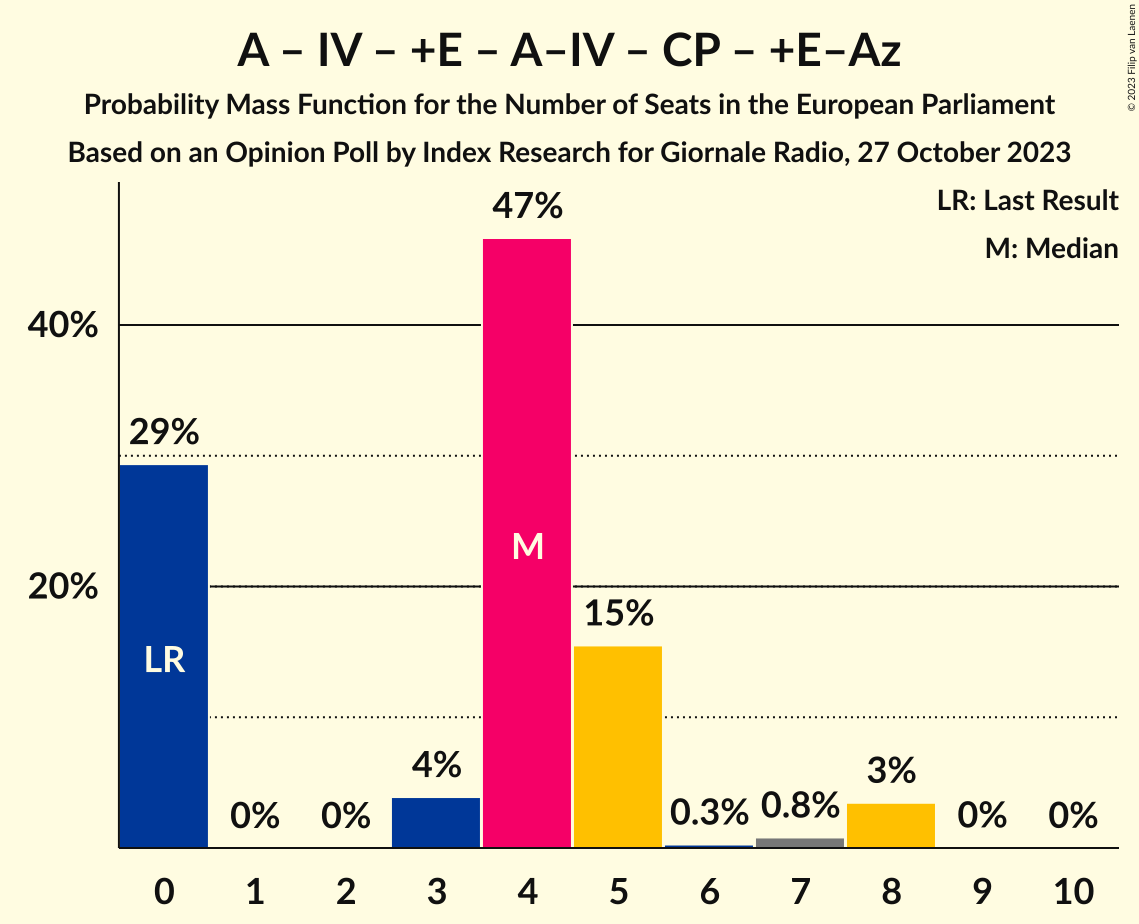 A – IV – +E – A–IV – CP – +E–Az
Probability Mass Function for the Number of Seats in the European Parliament
Based on an Opinion Poll by Index Research for Giornale Radio, 27 October 2023
© 2023 Filip van Laenen
LR: Last Result
M: Median
47%
40%
29%
M
20%
15%
LR
4%
3%
0% 0% 0.3% 0.8% 0% 0%
0 1 2 3 4 5 6 7 8 9 10